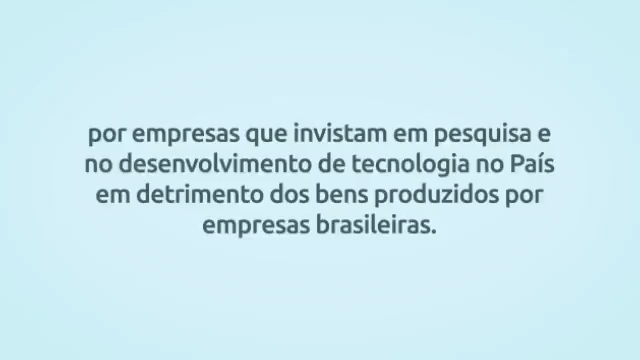 por empresas que invistam em pesquisa e
no desenvolvimento de tecnologia no País
em detrimento dos bens produzidos por
empresas brasileiras.